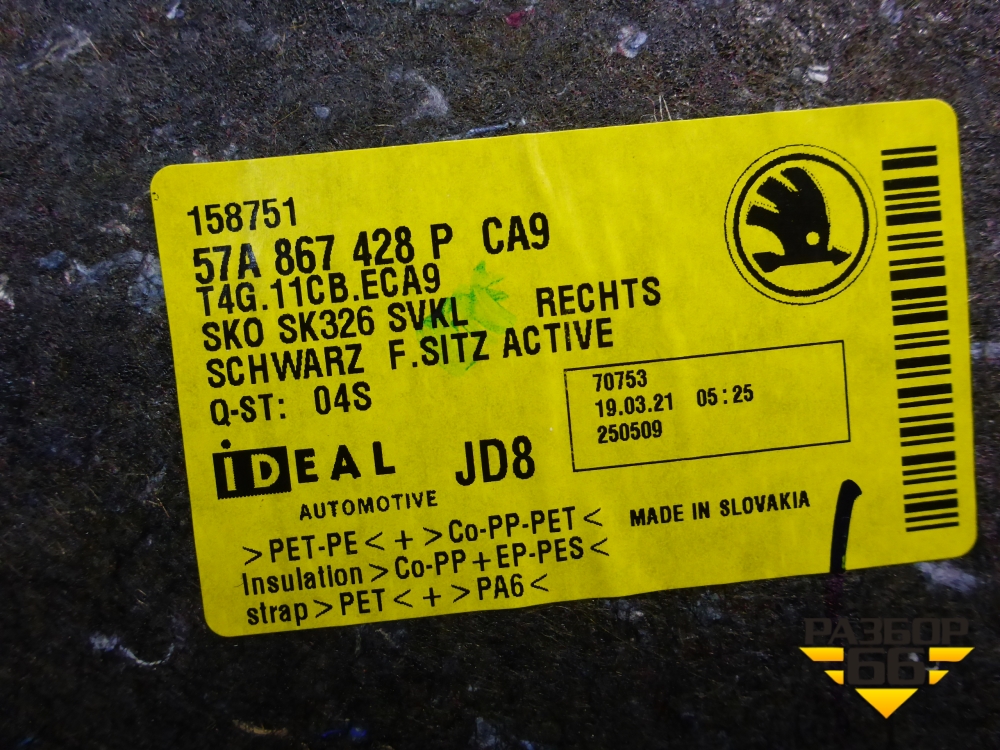 158751
57A 867 428 P CA9
T4G.11CB.ECA9
SKO SK326 SVKL RECHTS
SCHWARZ F.SITZ ACTIVE
Q-ST: 04S
70753
19.03.21 05:25
250509
iDEAL JD8
AUTOMOTIVE
>PET-PE< + >Co-PP-PET<
MADE IN SLOVAKIA
Insulation >Co-PP+EP-PES<
strap >PET< + >PA6<
РАЗБОР
66